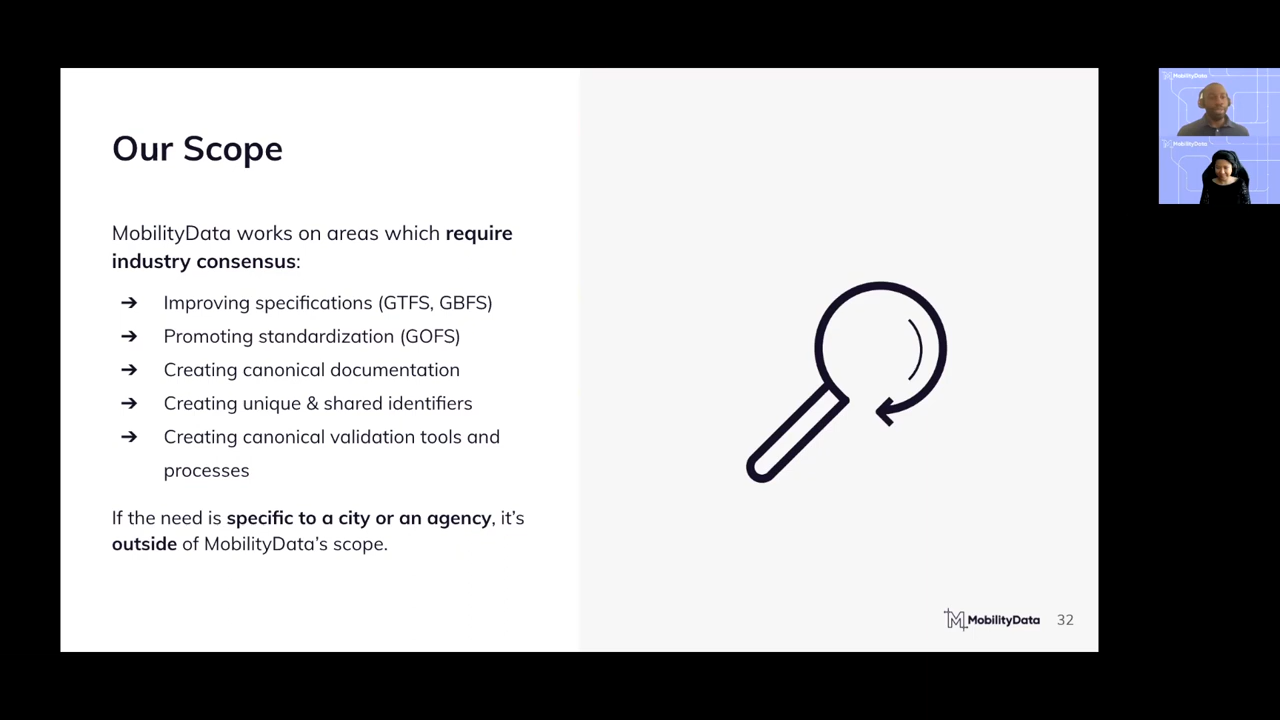 Our Scope
MobilityData works on areas which require
industry consensus:
➔ Improving specifications (GTFS, GBFS)
➔ Promoting standardization (GOFS)
➔ Creating canonical documentation
➔ Creating unique & shared identifiers
➔ Creating canonical validation tools and
processes
If the need is specific to a city or an agency, it’s
outside of MobilityData’s scope.
MobilityData 32
MobilityData
MobilityData